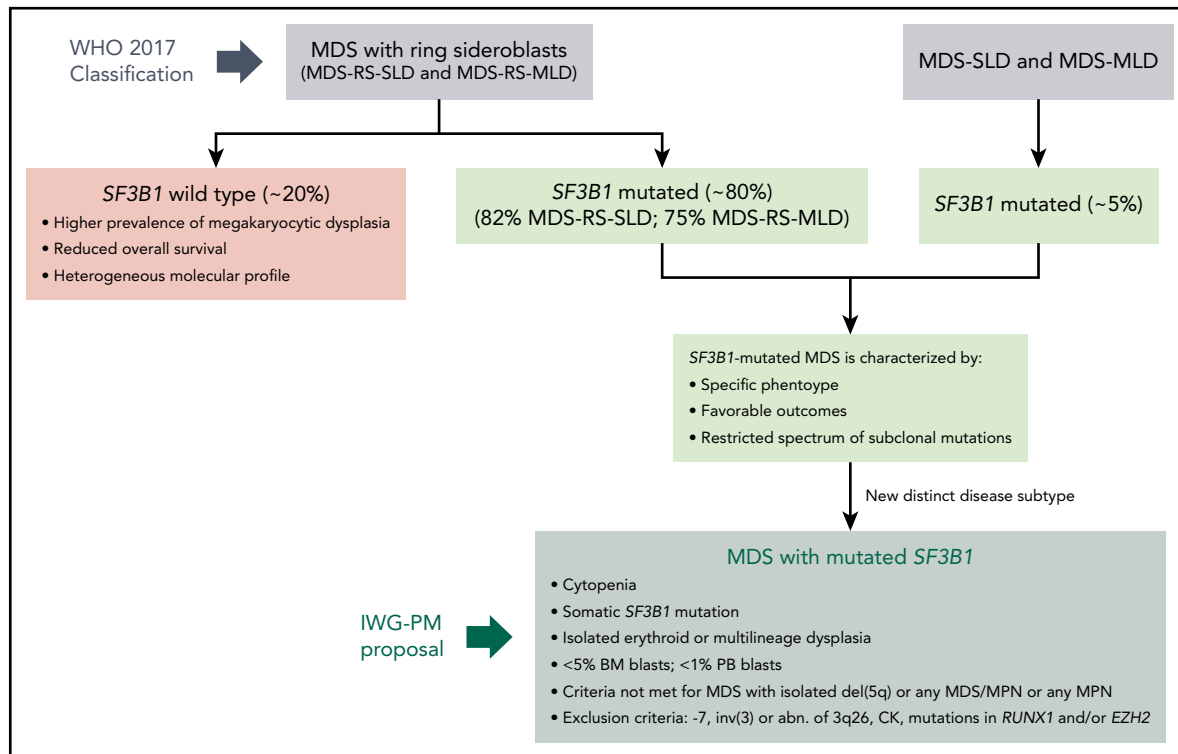 WHO 2017
Classification
MDS with ring sideroblasts
(MDS-RS-SLD and MDS-RS-MLD)
MDS-SLD and MDS-MLD
SF3B1 wild type (~20%)
• Higher prevalence of megakaryocytic dysplasia
• Reduced overall survival
• Heterogeneous molecular profile
SF3B1 mutated (~80%)
(82% MDS-RS-SLD; 75% MDS-RS-MLD)
SF3B1 mutated (~5%)
SF3B1-mutated MDS is characterized by:
• Specific phentoype
• Favorable outcomes
• Restricted spectrum of subclonal mutations
New distinct disease subtype
IWG-PM
proposal
MDS with mutated SF3B1
• Cytopenia
• Somatic SF3B1 mutation
• Isolated erythroid or multilineage dysplasia
• <5% BM blasts; <1% PB blasts
• Criteria not met for MDS with isolated del(5q) or any MDS/MPN or any MPN
• Exclusion criteria: -7, inv(3) or abn. of 3q26, CK, mutations in RUNX1 and/or EZH2